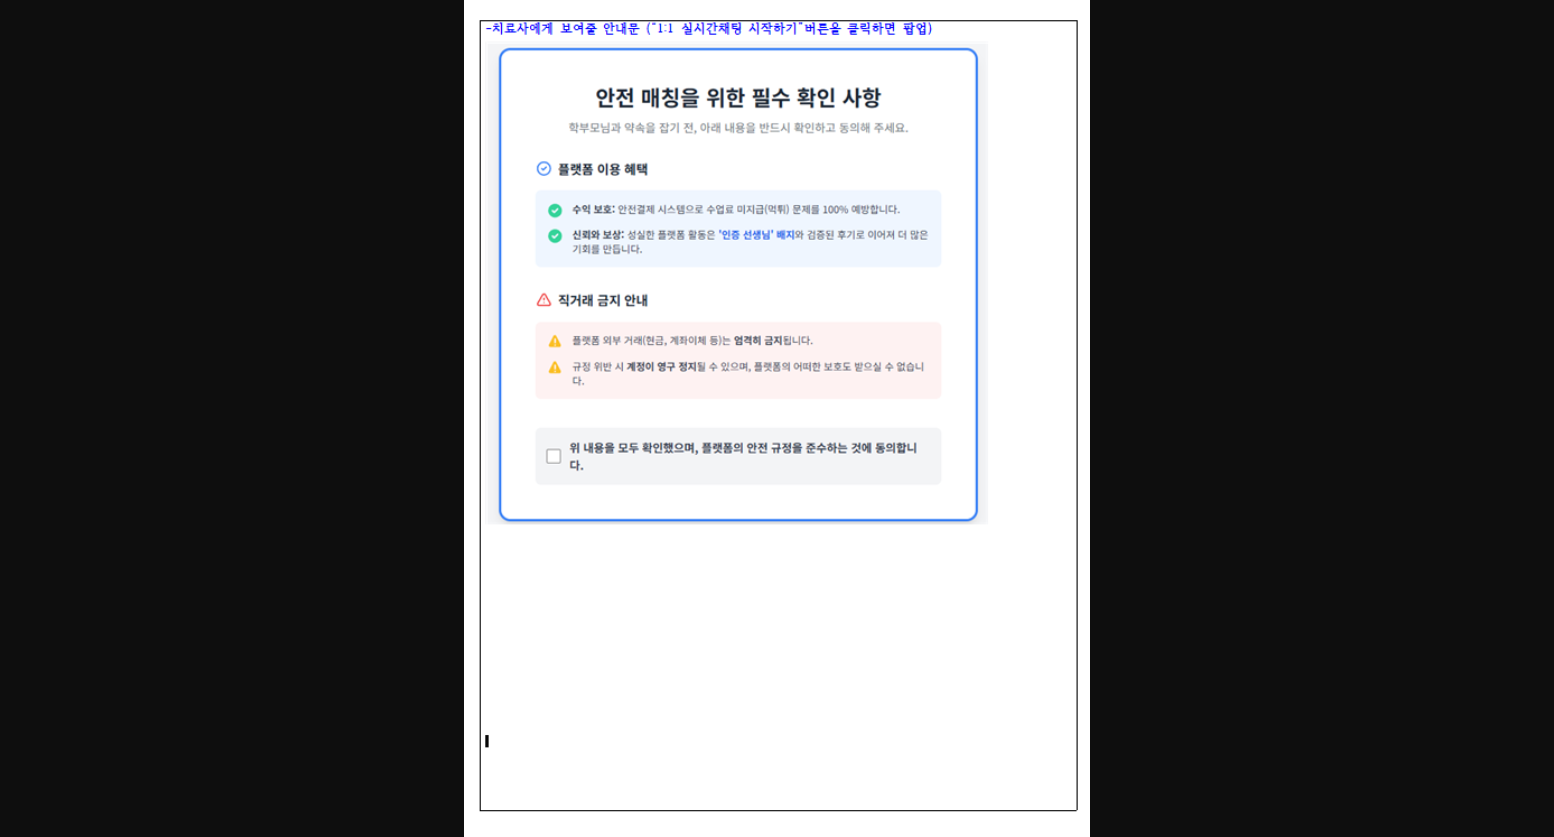 -치료사에게 보여줄 안내문 ("1:1 실시간채팅 시작하기"버튼을 클릭하면 팝업)
안전 매칭을 위한 필수 확인 사항
학부모님과 약속을 잡기 전, 아래 내용을 반드시 확인하고 동의해 주세요.
플랫폼 이용 혜택
수익 보호: 안전결제 시스템으로 수업료 미지급(먹튀) 문제를 100% 예방합니다.
신뢰와 보상: 성실한 플랫폼 활동은 '인증 선생님' 배지와 검증된 후기로 이어져 더 많은
기회를 만듭니다.
직거래 금지 안내
플랫폼 외부 거래(현금, 계좌이체 등)는 엄격히 금지됩니다.
규정 위반 시 계정이 영구 정지될 수 있으며, 플랫폼의 어떠한 보호도 받으실 수 없습니
다.
위 내용을 모두 확인했으며, 플랫폼의 안전 규정을 준수하는 것에 동의합니
다.